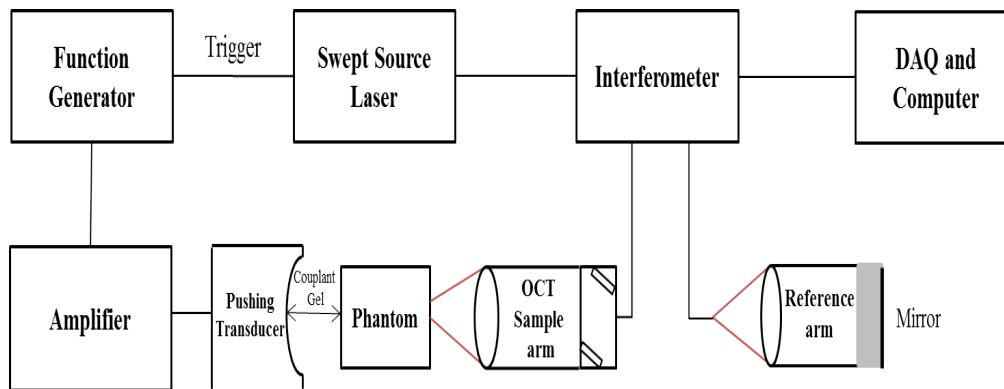 Function
Generator
Trigger
Swept Source
Laser
Interferometer
DAQ and
Computer
Amplifier
Pushing
Transducer
Couplant
Gel
Phantom
OCT
Sample
arm
Reference
arm
Mirror